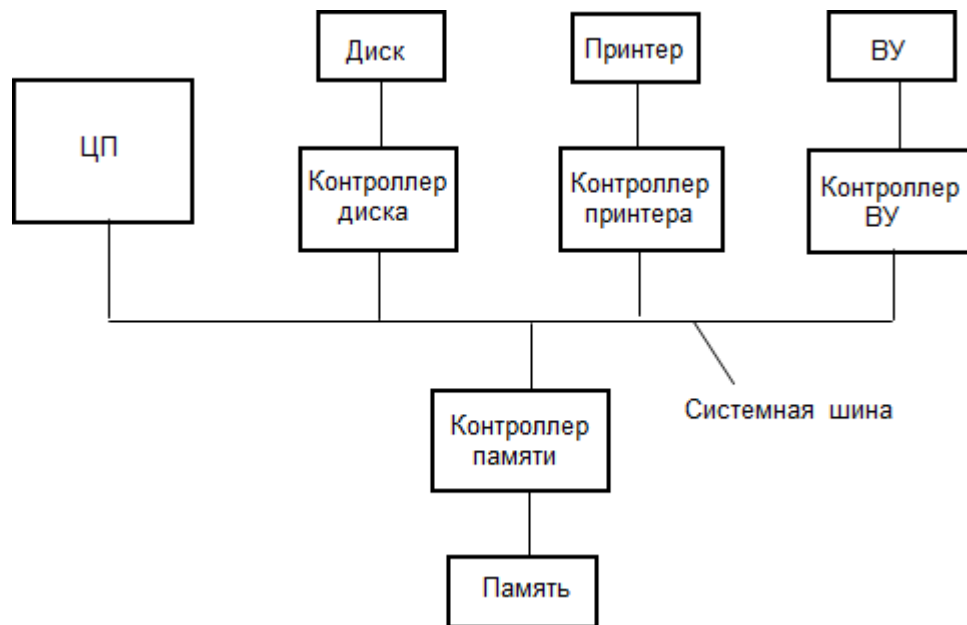 Диск
Принтер
ВУ
ЦП
Контроллер
диска
Контроллер
принтера
Контроллер
ВУ
Системная шина
Контроллер
памяти
Память